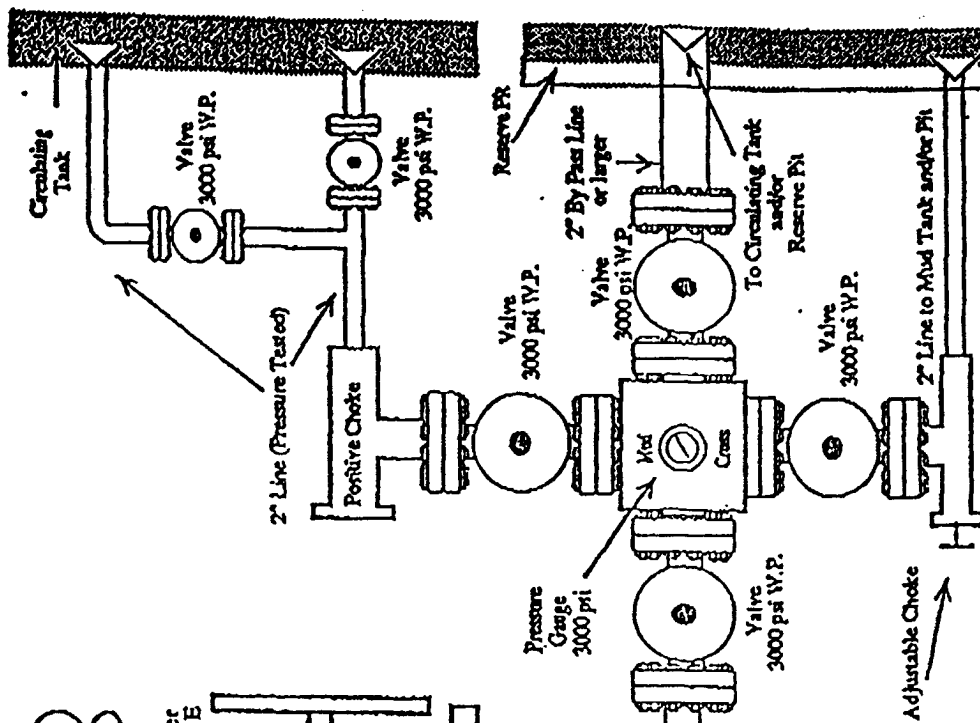 Circulating
Tank
Valve
3000 psi W.P.
Valve
3000 psi W.P.
2" Line (Pressure Tested)
Positive Choke
Reserve Pit
2" By Pass Line
or larger
To Circulating Tank
and/or
Reserve Pit
Valve
3000 psi W.P.
Valve
3000 psi W.P.
Mud
Cross
Pressure
Gauge
3000 psi
Valve
3000 psi W.P.
Valve
3000 psi W.P.
2" Line to Mud Tank and/or Pit
Adjustable Choke